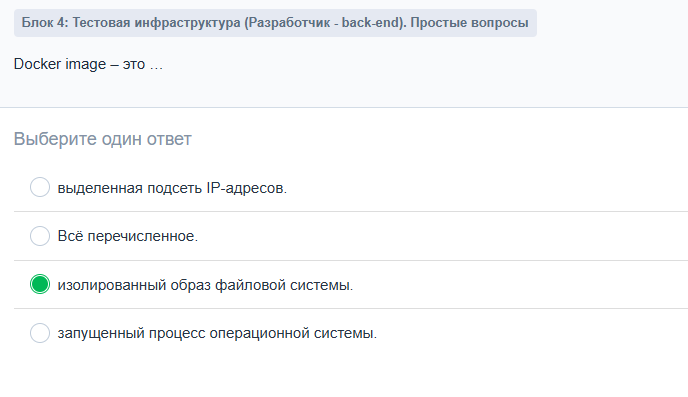 Блок 4: Тестовая инфраструктура (Разработчик - back-end). Простые вопросы
Docker image – это …
Выберите один ответ
выделенная подсеть IP-адресов.
Всё перечисленное.
изолированный образ файловой системы.
запущенный процесс операционной системы.